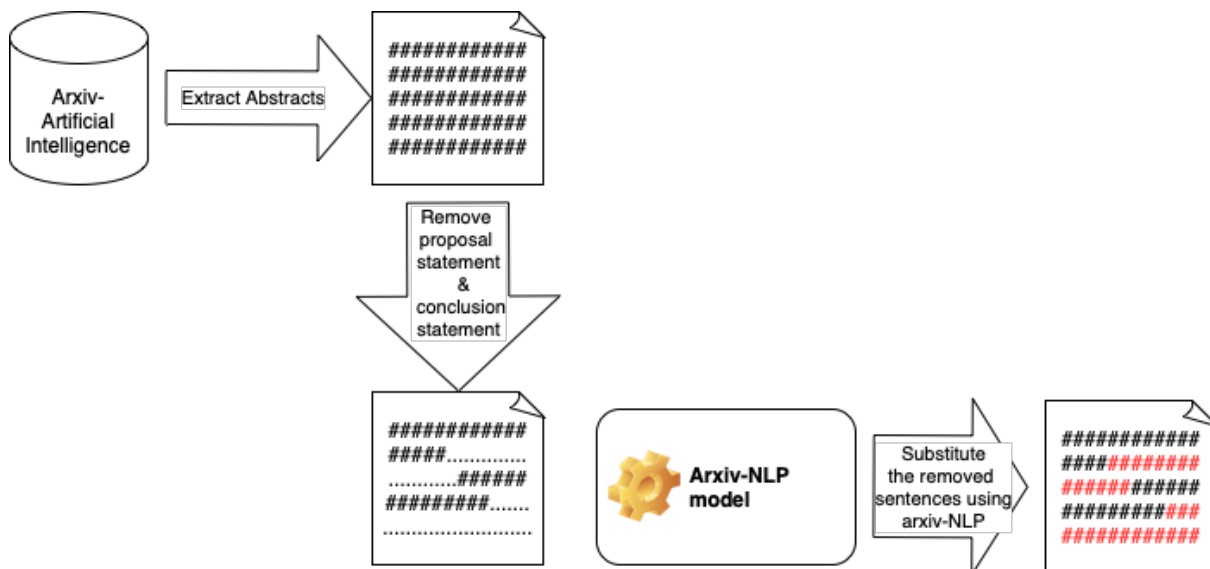 Arxiv-
Artificial
Intelligence
Extract Abstracts
############
############
############
############
############
Remove
proposal
statement
&
conclusion
statement
############
#####..............
............######
#########.......
..........................
Arxiv-NLP
model
Substitute
the removed
sentences using
arxiv-NLP
############
############
############
############
############